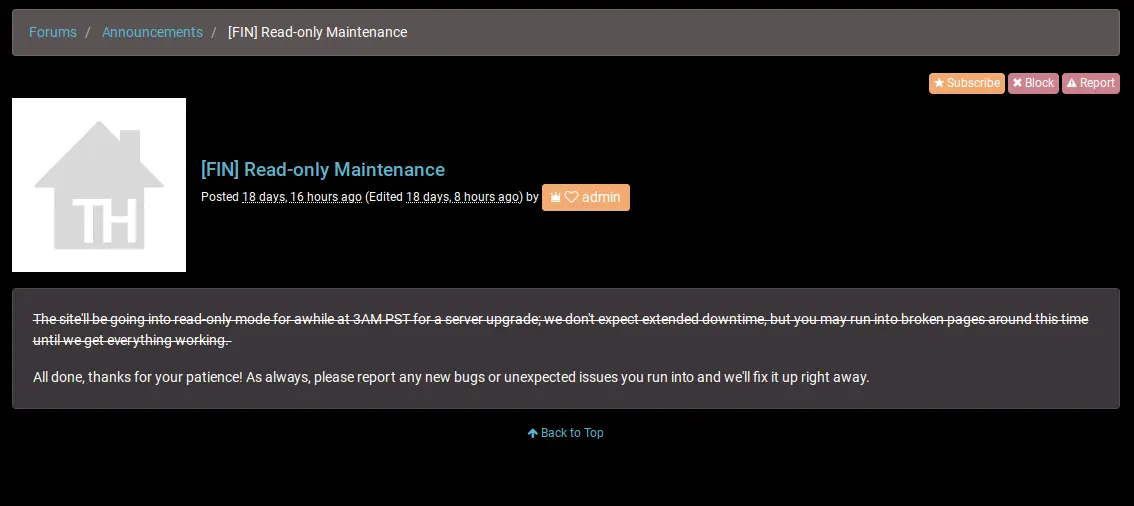 Forums / Announcements / [FIN] Read-only Maintenance
Subscribe Block Report
TH
[FIN] Read-only Maintenance
Posted 18 days, 16 hours ago (Edited 18 days, 8 hours ago) by admin
The site'll be going into read-only mode for awhile at 3AM PST for a server upgrade; we don't expect extended downtime, but you may run into broken pages around this time
until we get everything working.
All done, thanks for your patience! As always, please report any new bugs or unexpected issues you run into and we'll fix it up right away.
Back to Top